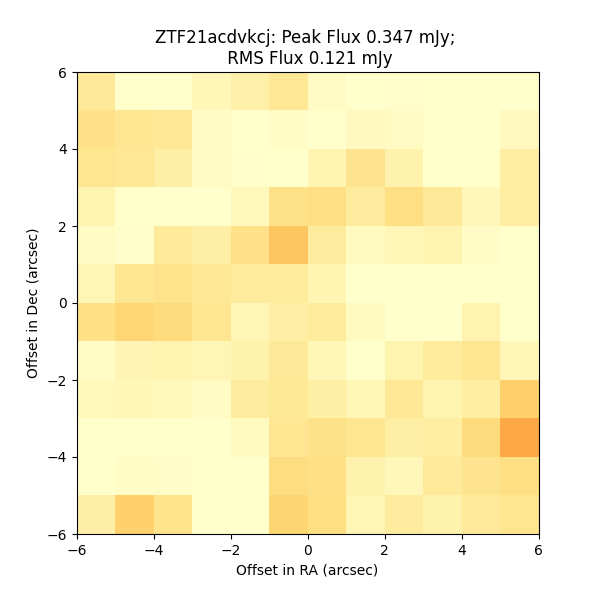 ZTF21acdvkcj: Peak Flux 0.347 mJy;
RMS Flux 0.121 mJy
6
4
2
0
−2
−4
−6
Offset in Dec (arcsec)
−6 −4 −2 0 2 4 6
Offset in RA (arcsec)